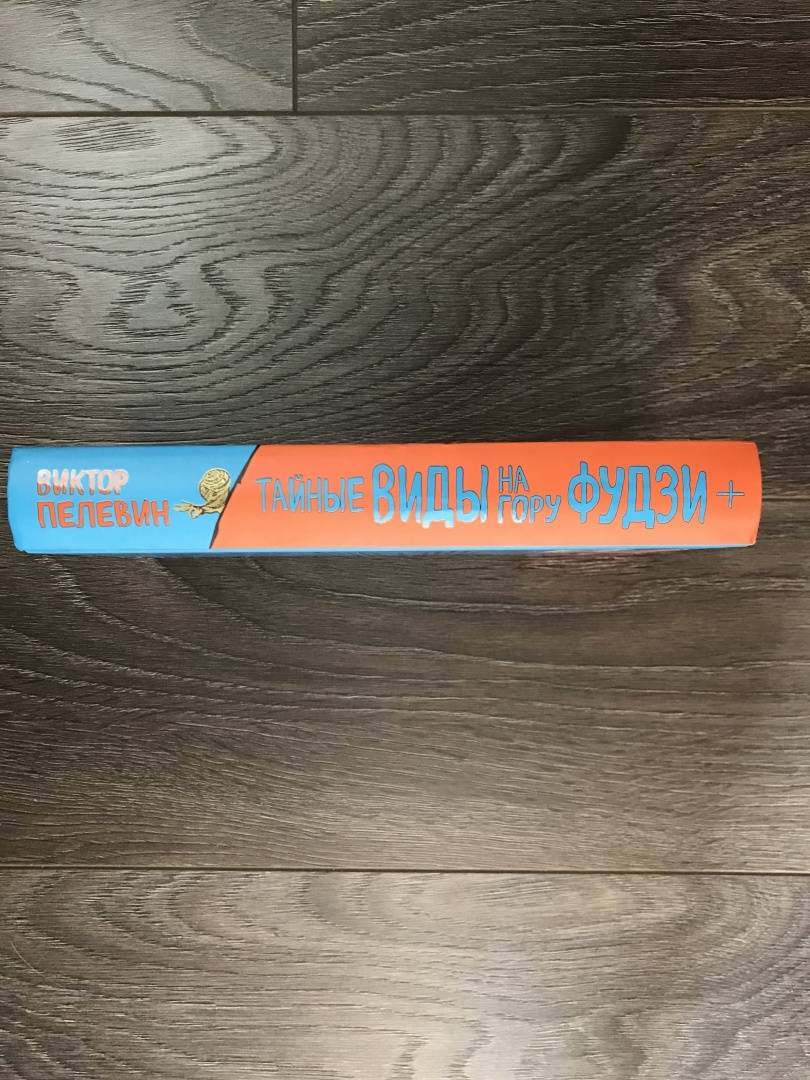 ВИКТОР
ПЕЛЕВИН
ТАЙНЫЕ ВИДЫ НА ГОРУ ФУДЗИ +